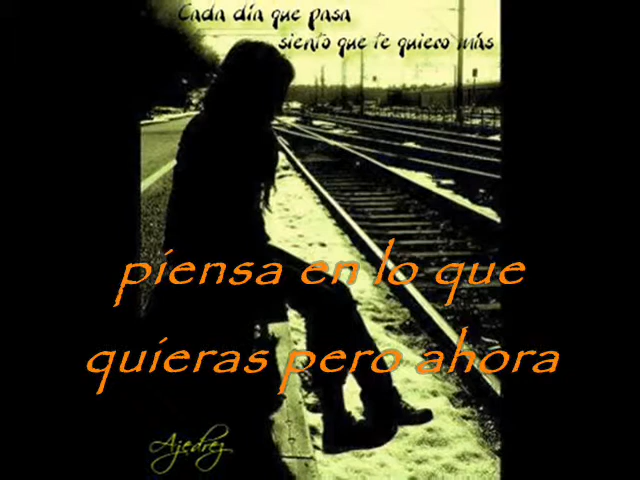 Cada día que pasa
siento que te quiero más
piensa en lo que
quieras pero ahora
Ajedrez